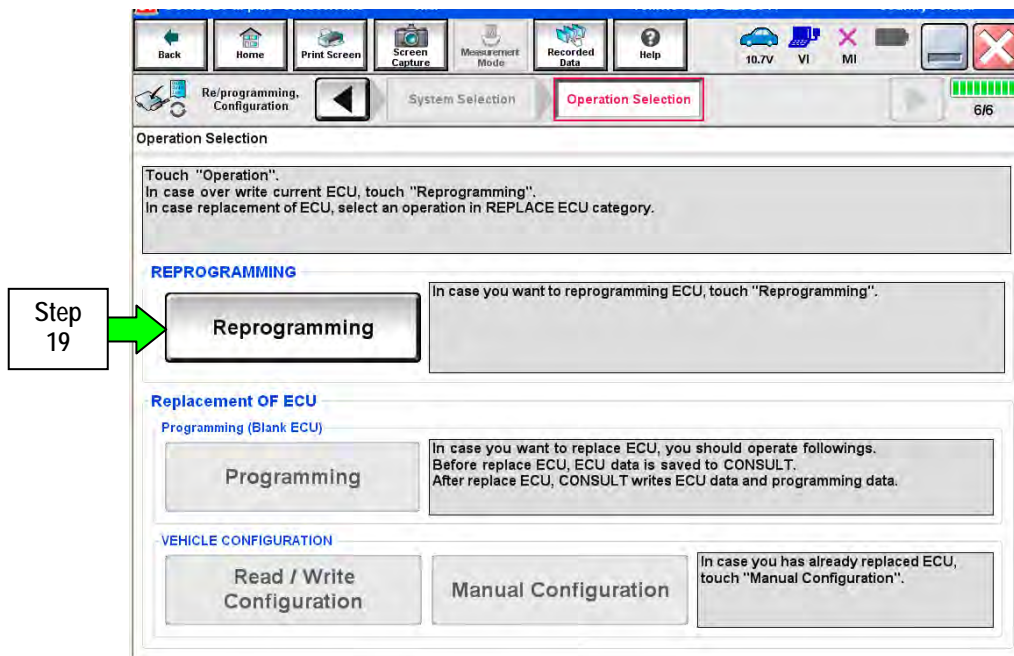 Back
Home
Print Screen
Screen
Capture
Measurement
Mode
Recorded
Data
Help
10.7V
VI
MI
Re/programming,
Configuration
System Selection
Operation Selection
6/6
Operation Selection
Touch "Operation".
In case over write current ECU, touch "Reprogramming".
In case replacement of ECU, select an operation in REPLACE ECU category.
REPROGRAMMING
Step
19
Reprogramming
In case you want to reprogramming ECU, touch "Reprogramming".
Replacement OF ECU
Programming (Blank ECU)
Programming
In case you want to replace ECU, you should operate followings.
Before replace ECU, ECU data is saved to CONSULT.
After replace ECU, CONSULT writes ECU data and programming data.
VEHICLE CONFIGURATION
Read / Write
Configuration
Manual Configuration
In case you has already replaced ECU,
touch "Manual Configuration".